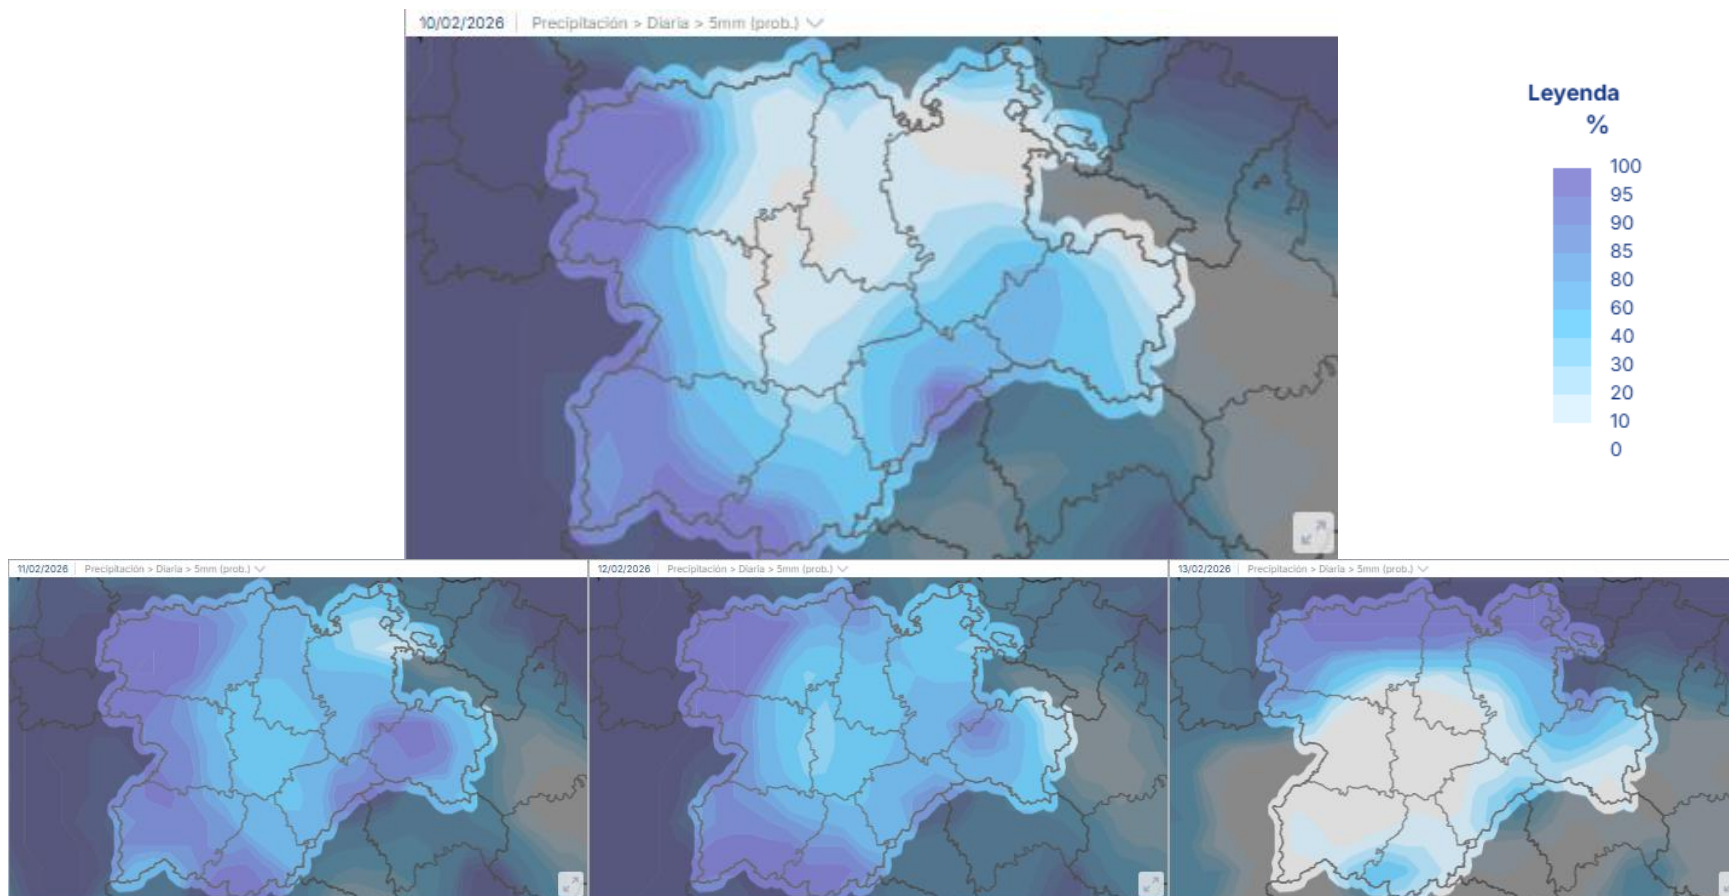 10/02/2026 Precipitación > Diaria > 5mm (prob.)
Leyenda
%
100
95
90
85
80
60
40
30
20
10
0
11/02/2026 Precipitación > Diaria > 5mm (prob.)
12/02/2026 Precipitación > Diaria > 5mm (prob.)
13/02/2026 Precipitación > Diaria > 5mm (prob.)